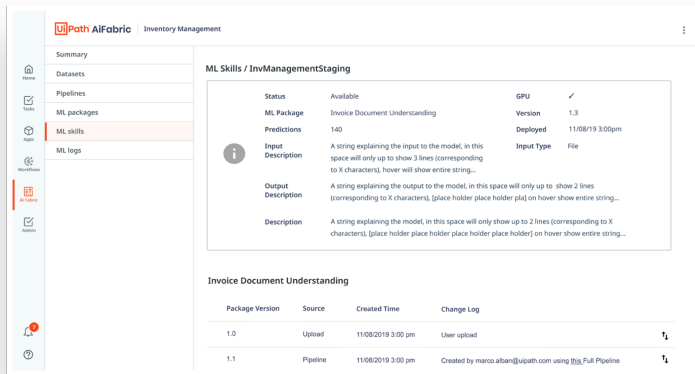 UiPath AiFabric Inventory Management
Summary
Datasets
Pipelines
ML packages
ML skills
ML logs
Home
Tasks
Apps
Workflows
AI Fabric
Admin
7
ML Skills / InvManagementStaging
Status Available GPU ✓
ML Package Invoice Document Understanding Version 1.3
Predictions 140 Deployed 11/08/19 3:00pm
Input Description A string explaining the input to the model, in this Input Type File
space will only up to show 3 lines (corresponding
to X characters), hover will show entire string...
Output Description A string explaining the output to the model, in this space will only up to show 2 lines
(corresponding to X characters), [place holder place holder pla] on hover show entire string...
Description A string explaining the model, in this space will only show up to 2 lines (corresponding to X
characters), [place holder place holder place holder place holder] on hover show entire string...
Invoice Document Understanding
Package Version Source Created Time Change Log
1.0 Upload 11/08/2019 3:00 pm User upload
1.1 Pipeline 11/08/2019 3:00 pm Created by marco.alban@uipath.com using this Full PIpeline